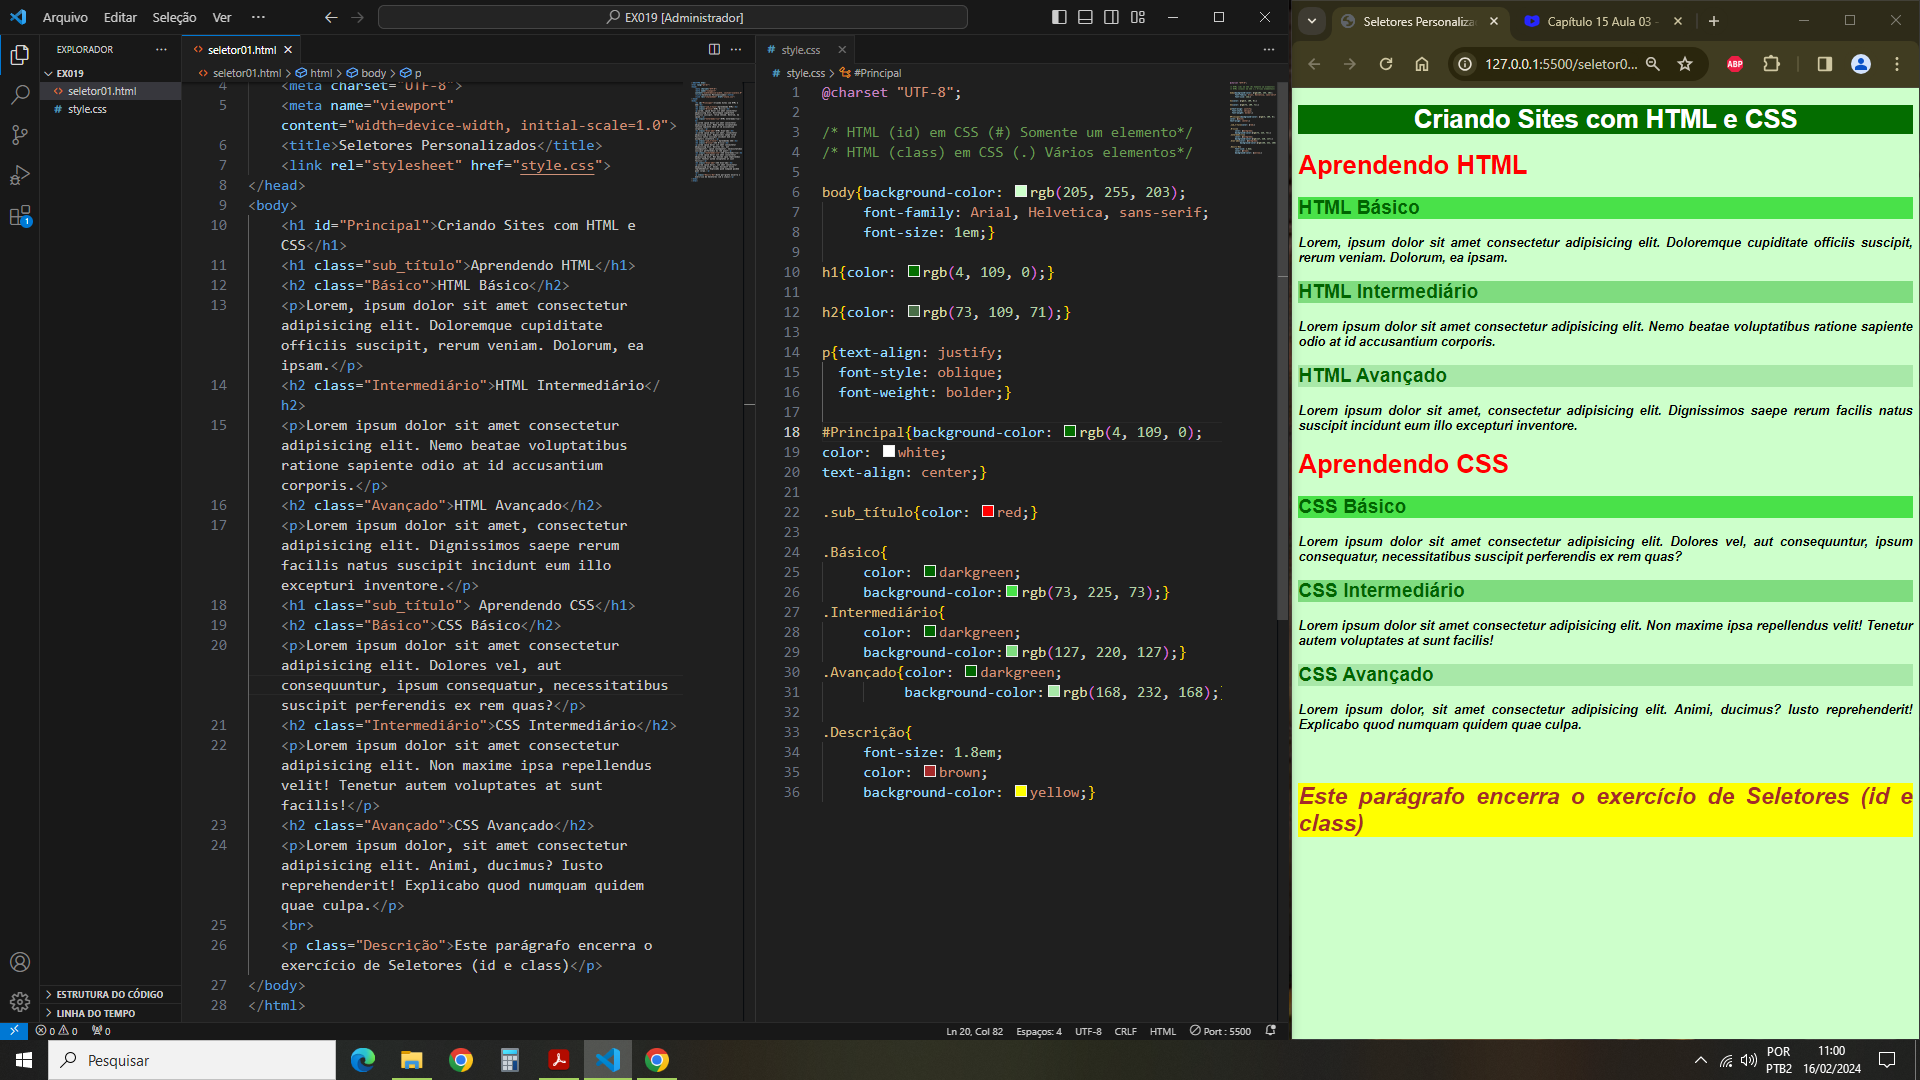 Arquivo Editar Seleção Ver ···
EX019 [Administrador]
Seletores Personaliza
Capítulo 15 Aula 03 -
127.0.0.1:5500/seletor0...
ABP
EXPLORADOR
EX019
seletor01.html
style.css
1
ESTRUTURA DO CÓDIGO
LINHA DO TEMPO
seletor01.html
seletor01.html > html > body > p
4 <meta charset="UTF-8">
5 <meta name="viewport"
content="width=device-width, initial-scale=1.0">
6 <title>Seletores Personalizados</title>
7 <link rel="stylesheet" href="style.css">
8 </head>
9 <body>
10 <h1 id="Principal">Criando Sites com HTML e
CSS</h1>
11 <h1 class="sub_título">Aprendendo HTML</h1>
12 <h2 class="Básico">HTML Básico</h2>
13 <p>Lorem, ipsum dolor sit amet consectetur
adipisicing elit. Doloremque cupiditate
officiis suscipit, rerum veniam. Dolorum, ea
ipsam.</p>
14 <h2 class="Intermediário">HTML Intermediário</
h2>
15 <p>Lorem ipsum dolor sit amet consectetur
adipisicing elit. Nemo beatae voluptatibus
ratione sapiente odio at id accusantium
corporis.</p>
16 <h2 class="Avançado">HTML Avançado</h2>
17 <p>Lorem ipsum dolor sit amet, consectetur
adipisicing elit. Dignissimos saepe rerum
facilis natus suscipit incidunt eum illo
excepturi inventore.</p>
18 <h1 class="sub_título"> Aprendendo CSS</h1>
19 <h2 class="Básico">CSS Básico</h2>
20 <p>Lorem ipsum dolor sit amet consectetur
adipisicing elit. Dolores vel, aut
consequuntur, ipsum consequatur, necessitatibus
suscipit perferendis ex rem quas?</p>
21 <h2 class="Intermediário">CSS Intermediário</h2>
22 <p>Lorem ipsum dolor sit amet consectetur
adipisicing elit. Non maxime ipsa repellendus
velit! Tenetur autem voluptates at sunt
facilis!</p>
23 <h2 class="Avançado">CSS Avançado</h2>
24 <p>Lorem ipsum dolor, sit amet consectetur
adipisicing elit. Animi, ducimus? Iusto
reprehenderit! Explicabo quod numquam quidem
quae culpa.</p>
25 <br>
26 <p class="Descrição">Este parágrafo encerra o
exercício de Seletores (id e class)</p>
27 </body>
28 </html>
style.css
style.css > #Principal
1 @charset "UTF-8";
2
3 /* HTML (id) em CSS (#) Somente um elemento*/
4 /* HTML (class) em CSS (.) Vários elementos*/
5
6 body{background-color: rgb(205, 255, 203);
7 font-family: Arial, Helvetica, sans-serif;
8 font-size: 1em;}
9
10 h1{color: rgb(4, 109, 0);}
11
12 h2{color: rgb(73, 109, 71);}
13
14 p{text-align: justify;
15 font-style: oblique;
16 font-weight: bolder;}
17
18 #Principal{background-color: rgb(4, 109, 0);
19 color: white;
20 text-align: center;}
21
22 .sub_título{color: red;}
23
24 .Básico{
25 color: darkgreen;
26 background-color: rgb(73, 225, 73);}
27 .Intermediário{
28 color: darkgreen;
29 background-color: rgb(127, 220, 127);}
30 .Avançado{color: darkgreen;
31 background-color: rgb(168, 232, 168);
32
33 .Descrição{
34 font-size: 1.8em;
35 color: brown;
36 background-color: yellow;}
Criando Sites com HTML e CSS
Aprendendo HTML
HTML Básico
Lorem, ipsum dolor sit amet consectetur adipisicing elit. Doloremque cupiditate officiis suscipit,
rerum veniam. Dolorum, ea ipsam.
HTML Intermediário
Lorem ipsum dolor sit amet consectetur adipisicing elit. Nemo beatae voluptatibus ratione sapiente
odio at id accusantium corporis.
HTML Avançado
Lorem ipsum dolor sit amet, consectetur adipisicing elit. Dignissimos saepe rerum facilis natus
suscipit incidunt eum illo excepturi inventore.
Aprendendo CSS
CSS Básico
Lorem ipsum dolor sit amet consectetur adipisicing elit. Dolores vel, aut consequuntur, ipsum
consequatur, necessitatibus suscipit perferendis ex rem quas?
CSS Intermediário
Lorem ipsum dolor sit amet consectetur adipisicing elit. Non maxime ipsa repellendus velit! Tenetur
autem voluptates at sunt facilis!
CSS Avançado
Lorem ipsum dolor, sit amet consectetur adipisicing elit. Animi, ducimus? Iusto reprehenderit!
Explicabo quod numquam quidem quae culpa.
Este parágrafo encerra o exercício de Seletores (id e
class)
0 0 0
Ln 20, Col 82 Espaços: 4 UTF-8 CRLF HTML Port : 5500
Pesquisar
POR
PTB2
11:00
16/02/2024